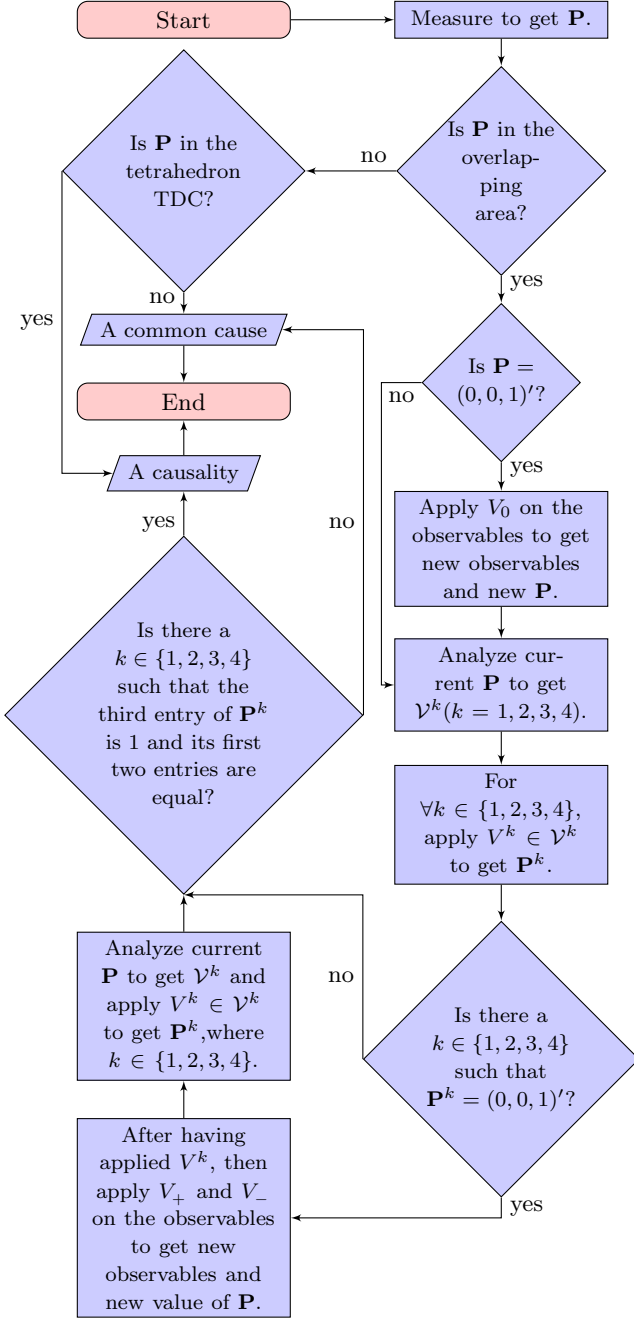 Start
Measure to get P.
Is P in the
overlap-
ping
area?
no
Is P in the
tetrahedron
TDC?
yes
no
A common cause
End
A causality
yes
Is P =
(0, 0, 1)′?
no
yes
Apply V₀ on the
observables to get
new observables
and new P.
Analyze cur-
rent P to get
𝒱ᵏ(k = 1, 2, 3, 4).
For
∀k ∈ {1, 2, 3, 4},
apply Vᵏ ∈ 𝒱ᵏ
to get Pᵏ.
Is there a
k ∈ {1, 2, 3, 4}
such that
Pᵏ = (0, 0, 1)′?
no
yes
After having
applied Vᵏ, then
apply V₊ and V₋
on the observables
to get new
observables and
new value of P.
Analyze current
P to get 𝒱ᵏ and
apply Vᵏ ∈ 𝒱ᵏ
to get Pᵏ,where
k ∈ {1, 2, 3, 4}.
Is there a
k ∈ {1, 2, 3, 4}
such that the
third entry of Pᵏ
is 1 and its first
two entries are
equal?
yes
no